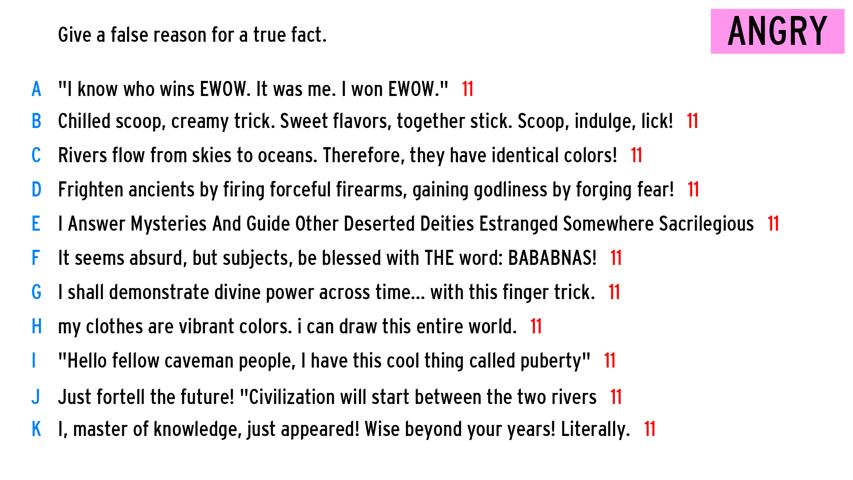 Give a false reason for a true fact.
ANGRY
A "I know who wins EWOW. It was me. I won EWOW." 11
B Chilled scoop, creamy trick. Sweet flavors, together stick. Scoop, indulge, lick! 11
C Rivers flow from skies to oceans. Therefore, they have identical colors! 11
D Frighten ancients by firing forceful firearms, gaining godliness by forging fear! 11
E I Answer Mysteries And Guide Other Deserted Deities Estranged Somewhere Sacrilegious 11
F It seems absurd, but subjects, be blessed with THE word: BABABNAS! 11
G I shall demonstrate divine power across time... with this finger trick. 11
H my clothes are vibrant colors. i can draw this entire world. 11
I "Hello fellow caveman people, I have this cool thing called puberty" 11
J Just fortell the future! "Civilization will start between the two rivers 11
K I, master of knowledge, just appeared! Wise beyond your years! Literally. 11